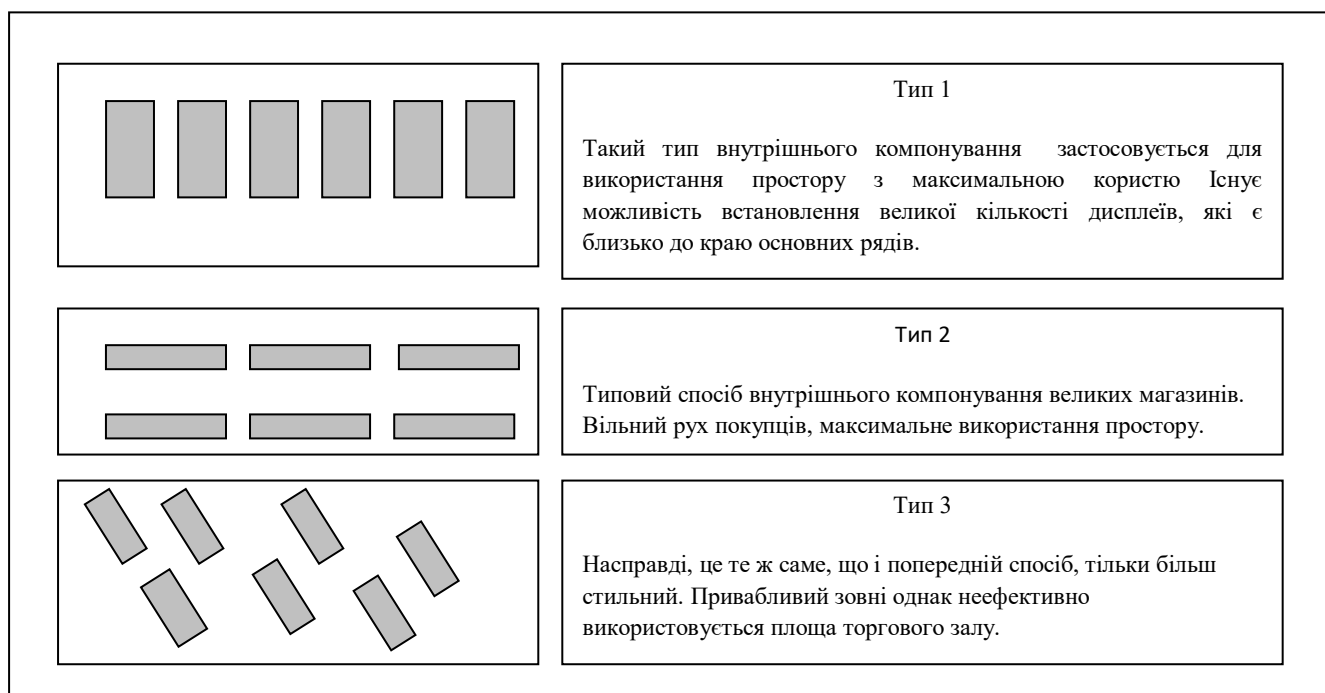 Тип 1
Такий тип внутрішнього компонування застосовується для
використання простору з максимальною користю Існує
можливість встановлення великої кількості дисплеїв, які є
близько до краю основних рядів.
Тип 2
Типовий спосіб внутрішнього компонування великих магазинів.
Вільний рух покупців, максимальне використання простору.
Тип 3
Насправді, це те ж саме, що і попередній спосіб, тільки більш
стильний. Привабливий зовні однак неефективно
використовується площа торгового залу.